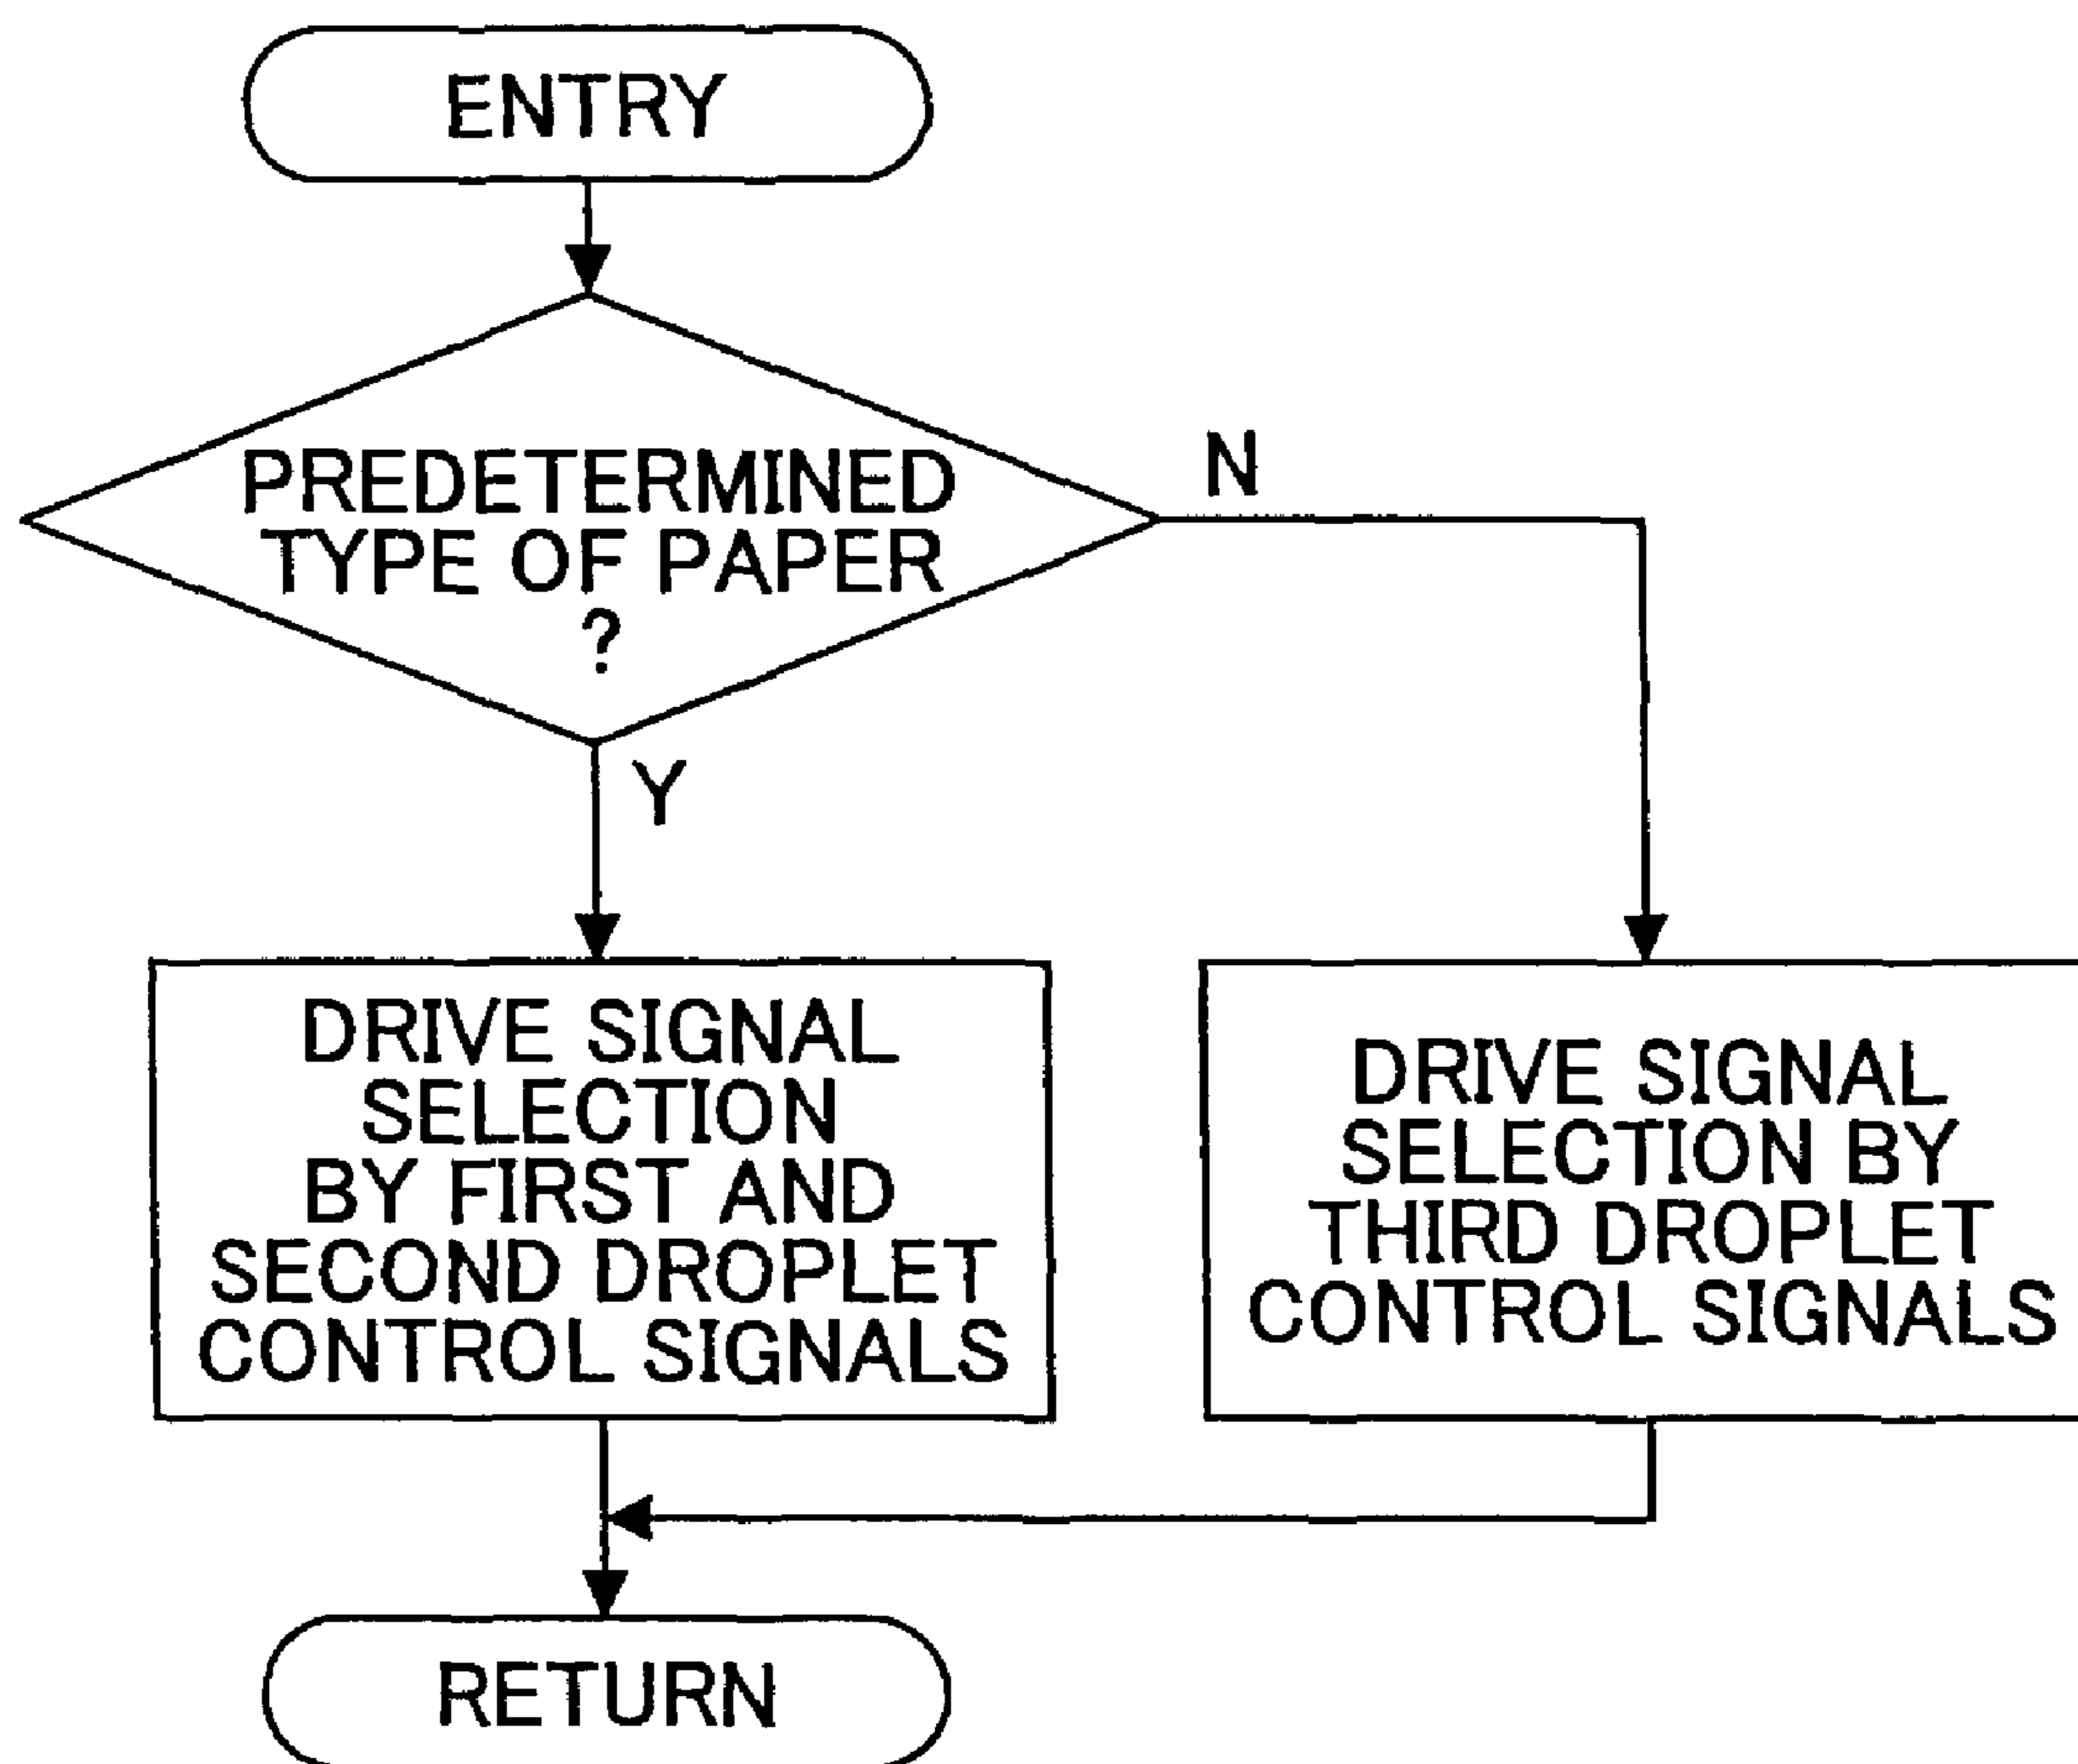 ENTRY
PREDETERMINED
TYPE OF PAPER
?
N
Y
DRIVE SIGNAL
SELECTION
BY FIRST AND
SECOND DROPLET
CONTROL SIGNALS
DRIVE SIGNAL
SELECTION BY
THIRD DROPLET
CONTROL SIGNALS
RETURN